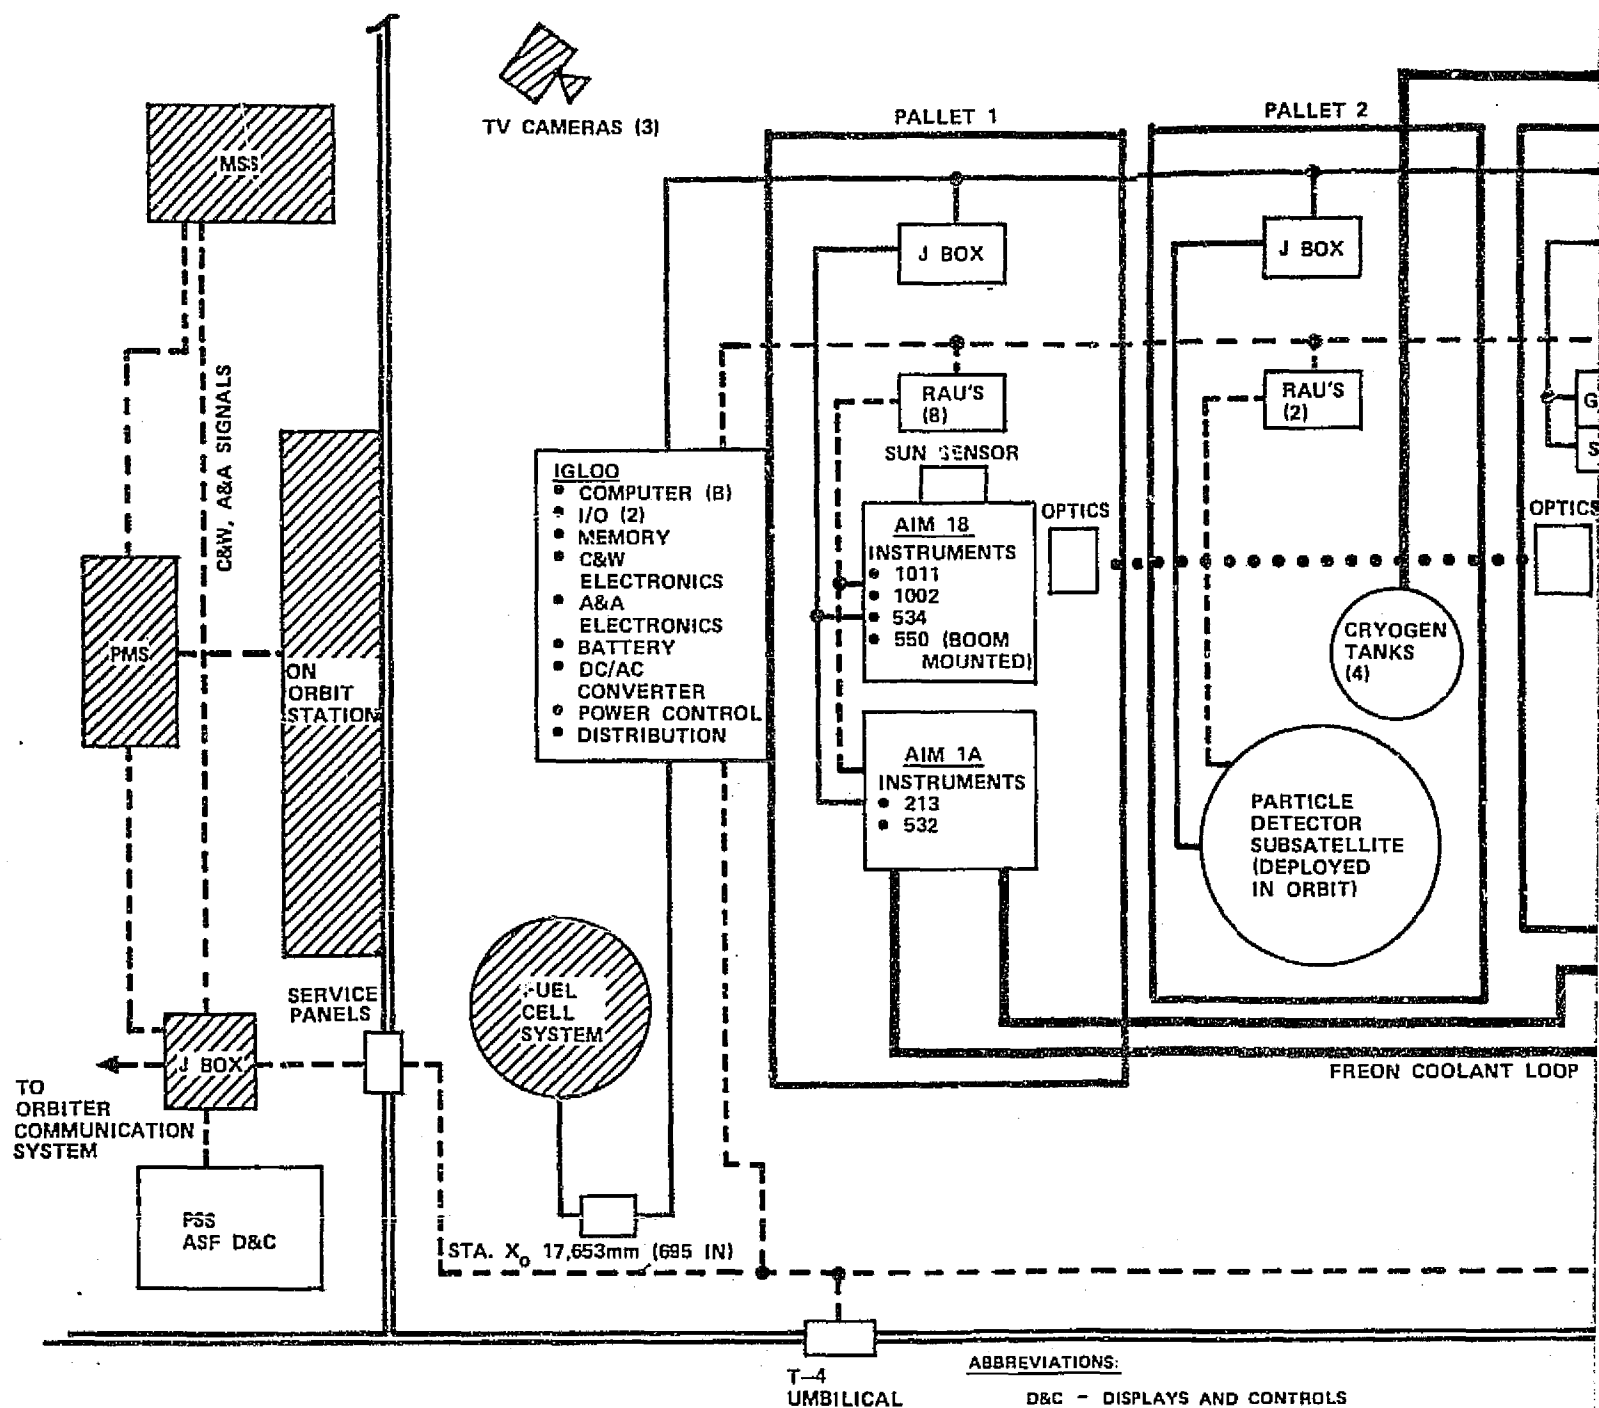 TV CAMERAS (3)
PALLET 1
PALLET 2
MSS
J BOX
J BOX
C&W, A&A SIGNALS
RAU'S
(8)
RAU'S
(2)
G
S
SUN SENSOR
IGLOO
● COMPUTER (B)
● I/O (2)
● MEMORY
● C&W
ELECTRONICS
● A&A
ELECTRONICS
● BATTERY
● DC/AC
CONVERTER
● POWER CONTROL
● DISTRIBUTION
AIM 18
INSTRUMENTS
● 1011
● 1002
● 534
● 550 (BOOM
MOUNTED)
OPTICS
OPTICS
CRYOGEN
TANKS
(4)
PMS
ON
ORBIT
STATION
AIM 1A
INSTRUMENTS
● 213
● 532
PARTICLE
DETECTOR
SUBSATELLITE
(DEPLOYED
IN ORBIT)
FUEL
CELL
SYSTEM
SERVICE
PANELS
J BOX
FREON COOLANT LOOP
TO
ORBITER
COMMUNICATION
SYSTEM
PSS
ASF D&C
STA. Xo 17,653mm (695 IN)
T-4
UMBILICAL
ABBREVIATIONS:
D&C - DISPLAYS AND CONTROLS